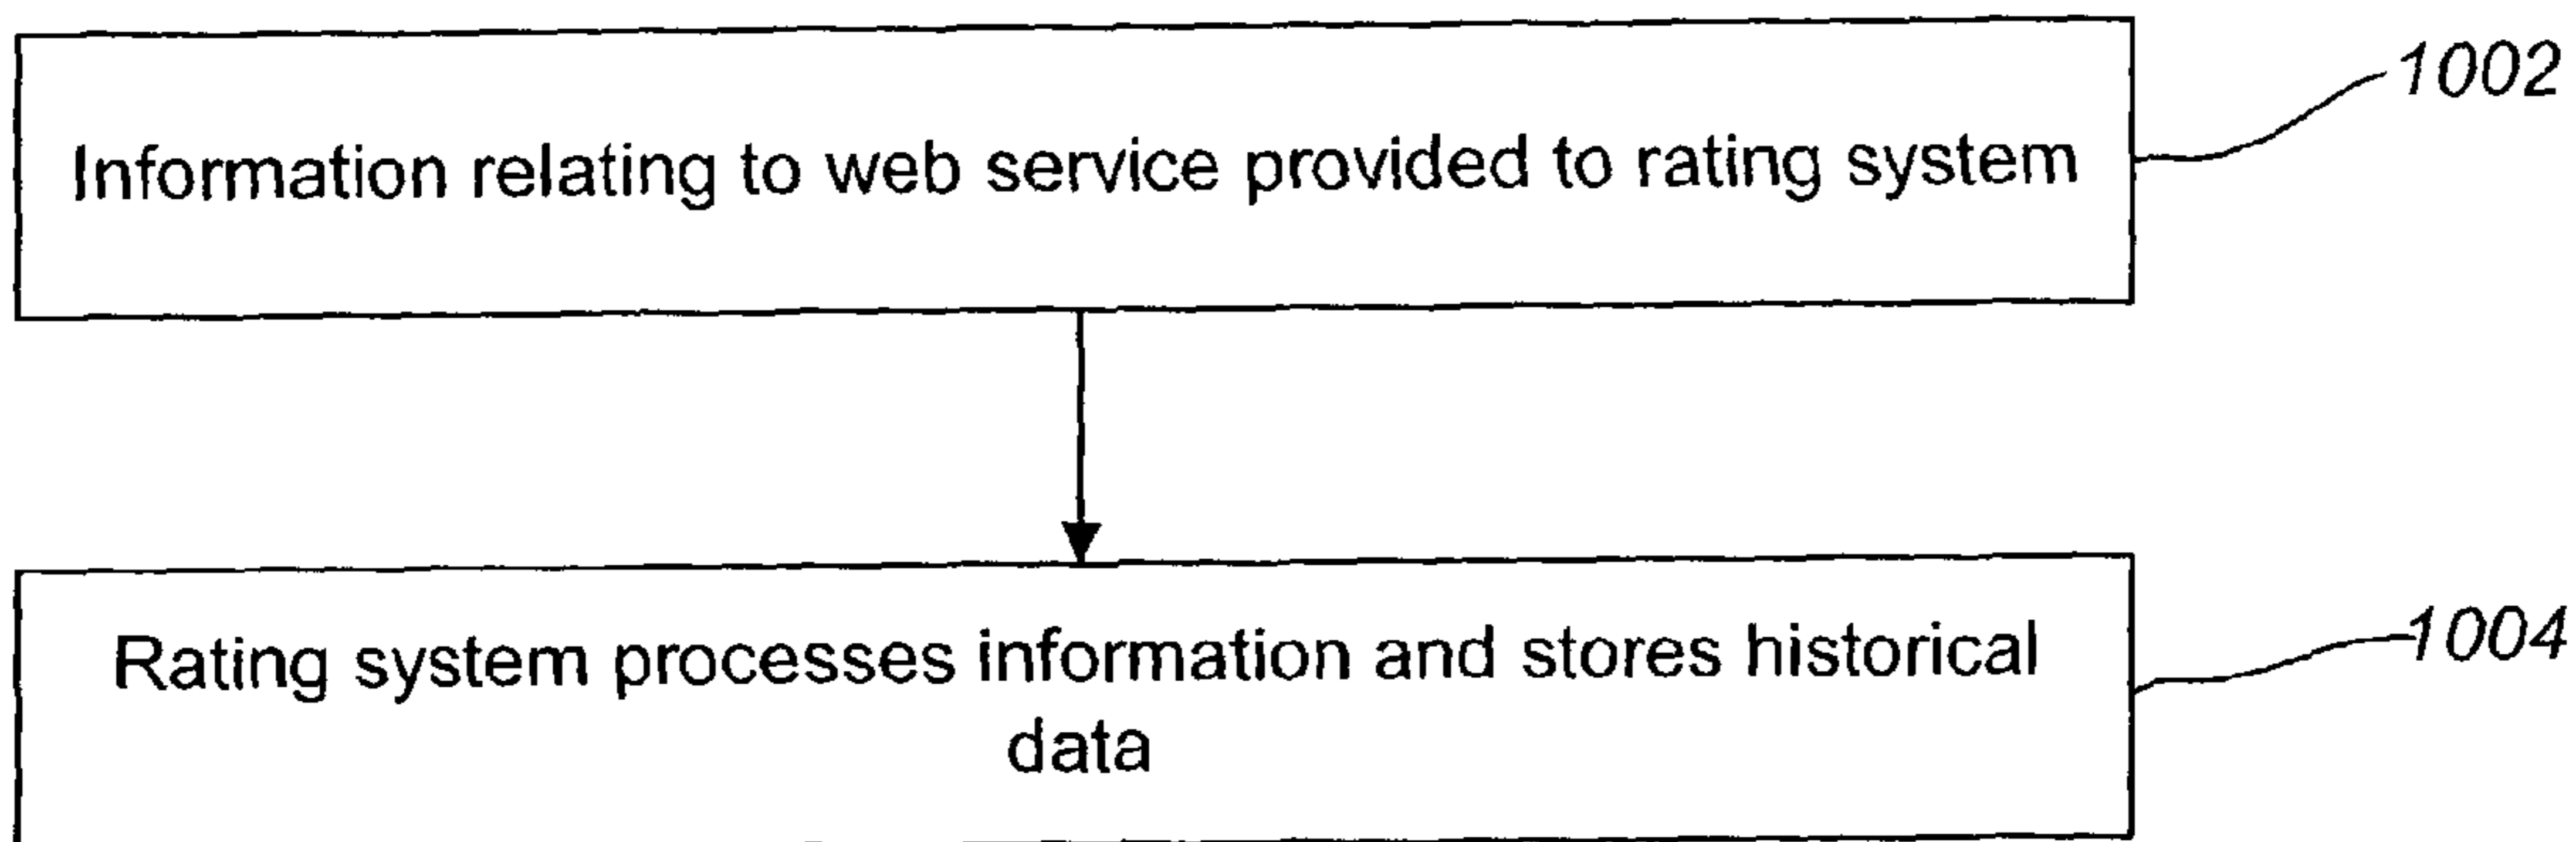 1002
Information relating to web service provided to rating system
Rating system processes information and stores historical
data
1004